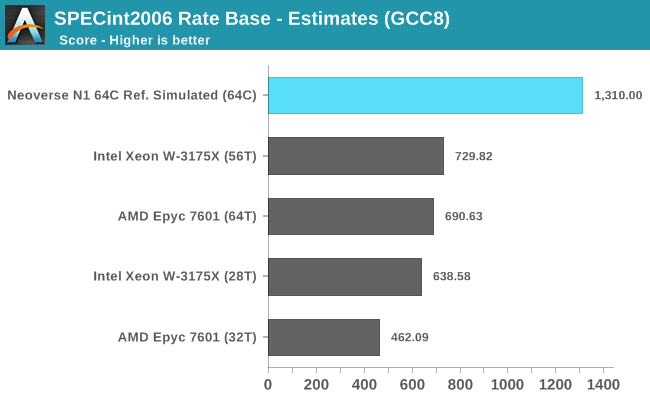 SPECint2006 Rate Base - Estimates (GCC8)
Score - Higher is better
Neoverse N1 64C Ref. Simulated (64C) 1,310.00
Intel Xeon W-3175X (56T) 729.82
AMD Epyc 7601 (64T) 690.63
Intel Xeon W-3175X (28T) 638.58
AMD Epyc 7601 (32T) 462.09
0 200 400 600 800 1000 1200 1400